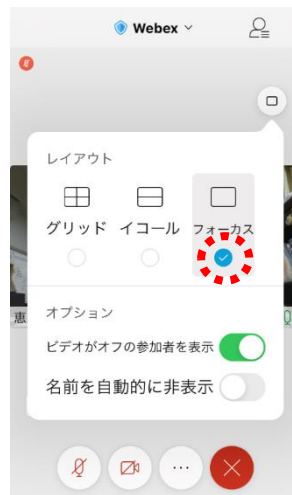 Webex
レイアウト
グリッド イコール フォーカス
恵
オプション
ビデオがオフの参加者を表示
名前を自動的に非表示